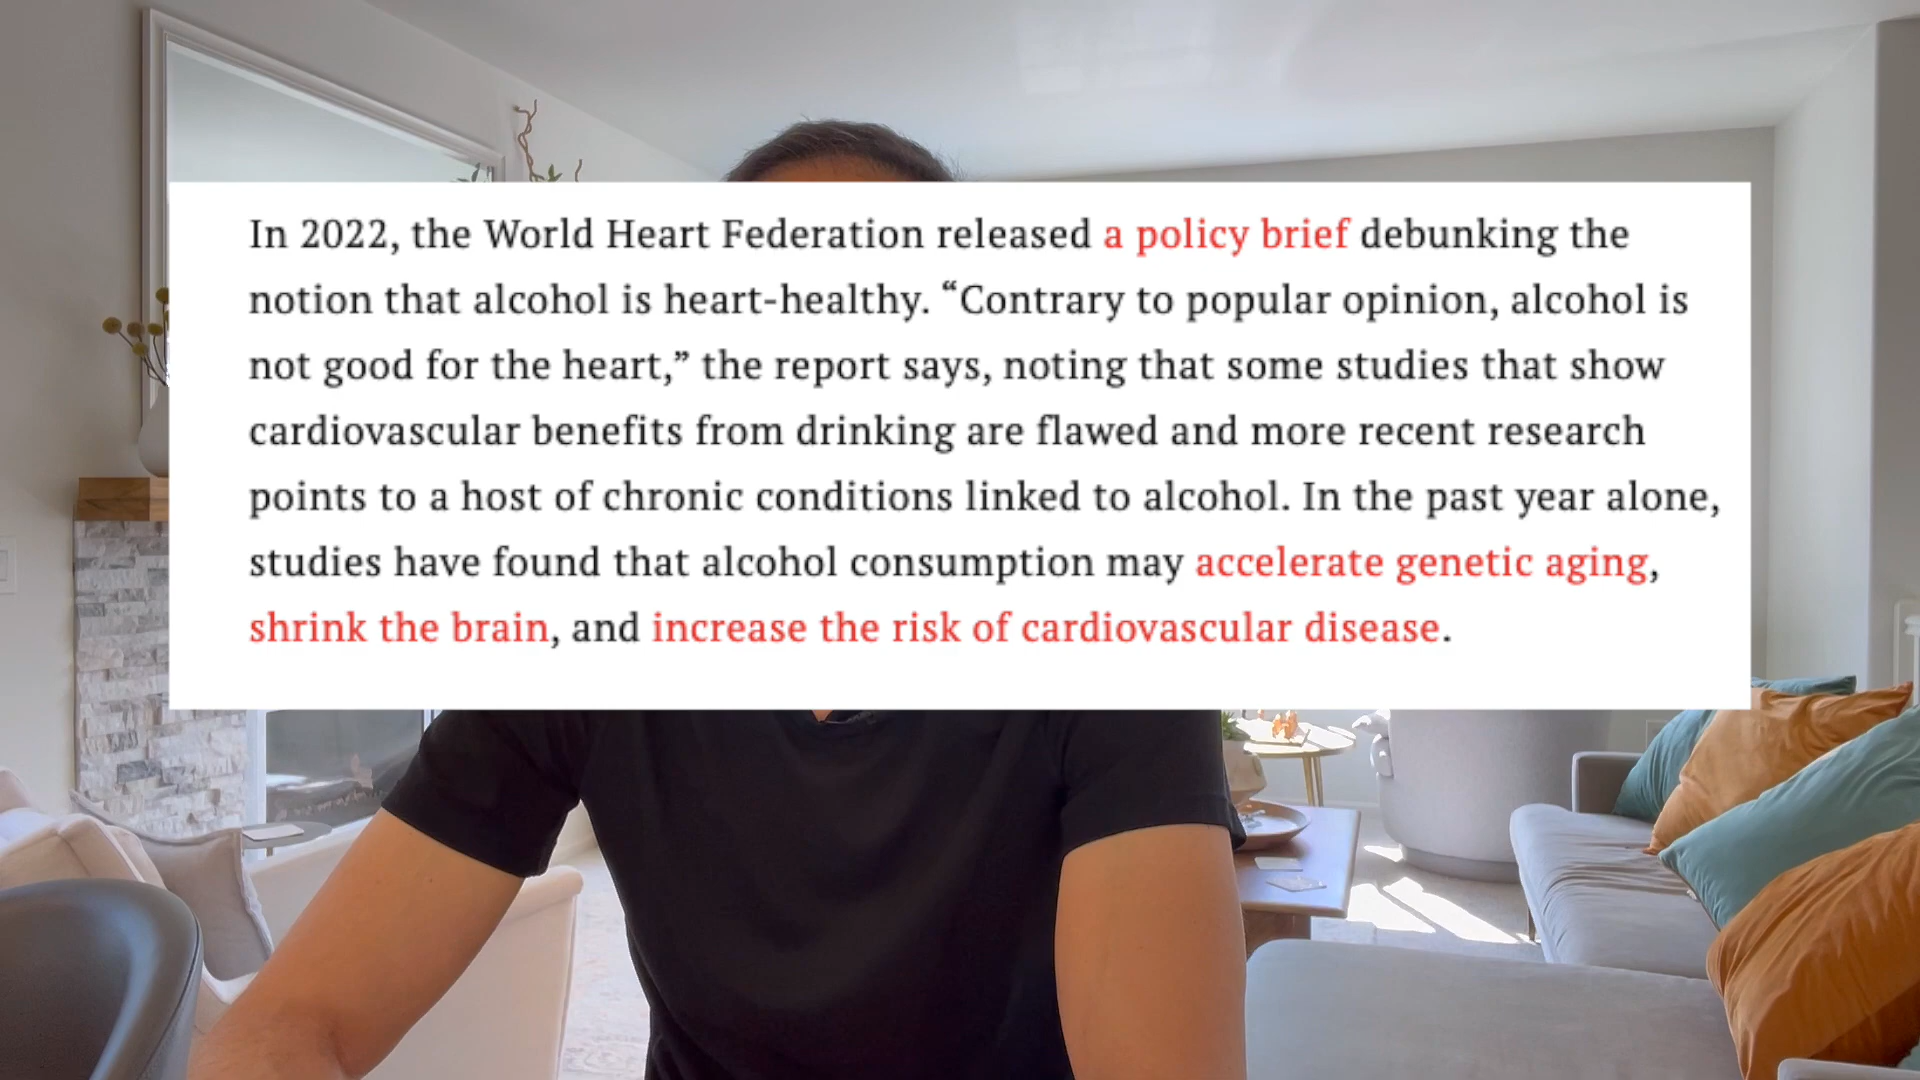 In 2022, the World Heart Federation released a policy brief debunking the
notion that alcohol is heart-healthy. “Contrary to popular opinion, alcohol is
not good for the heart,” the report says, noting that some studies that show
cardiovascular benefits from drinking are flawed and more recent research
points to a host of chronic conditions linked to alcohol. In the past year alone,
studies have found that alcohol consumption may accelerate genetic aging,
shrink the brain, and increase the risk of cardiovascular disease.